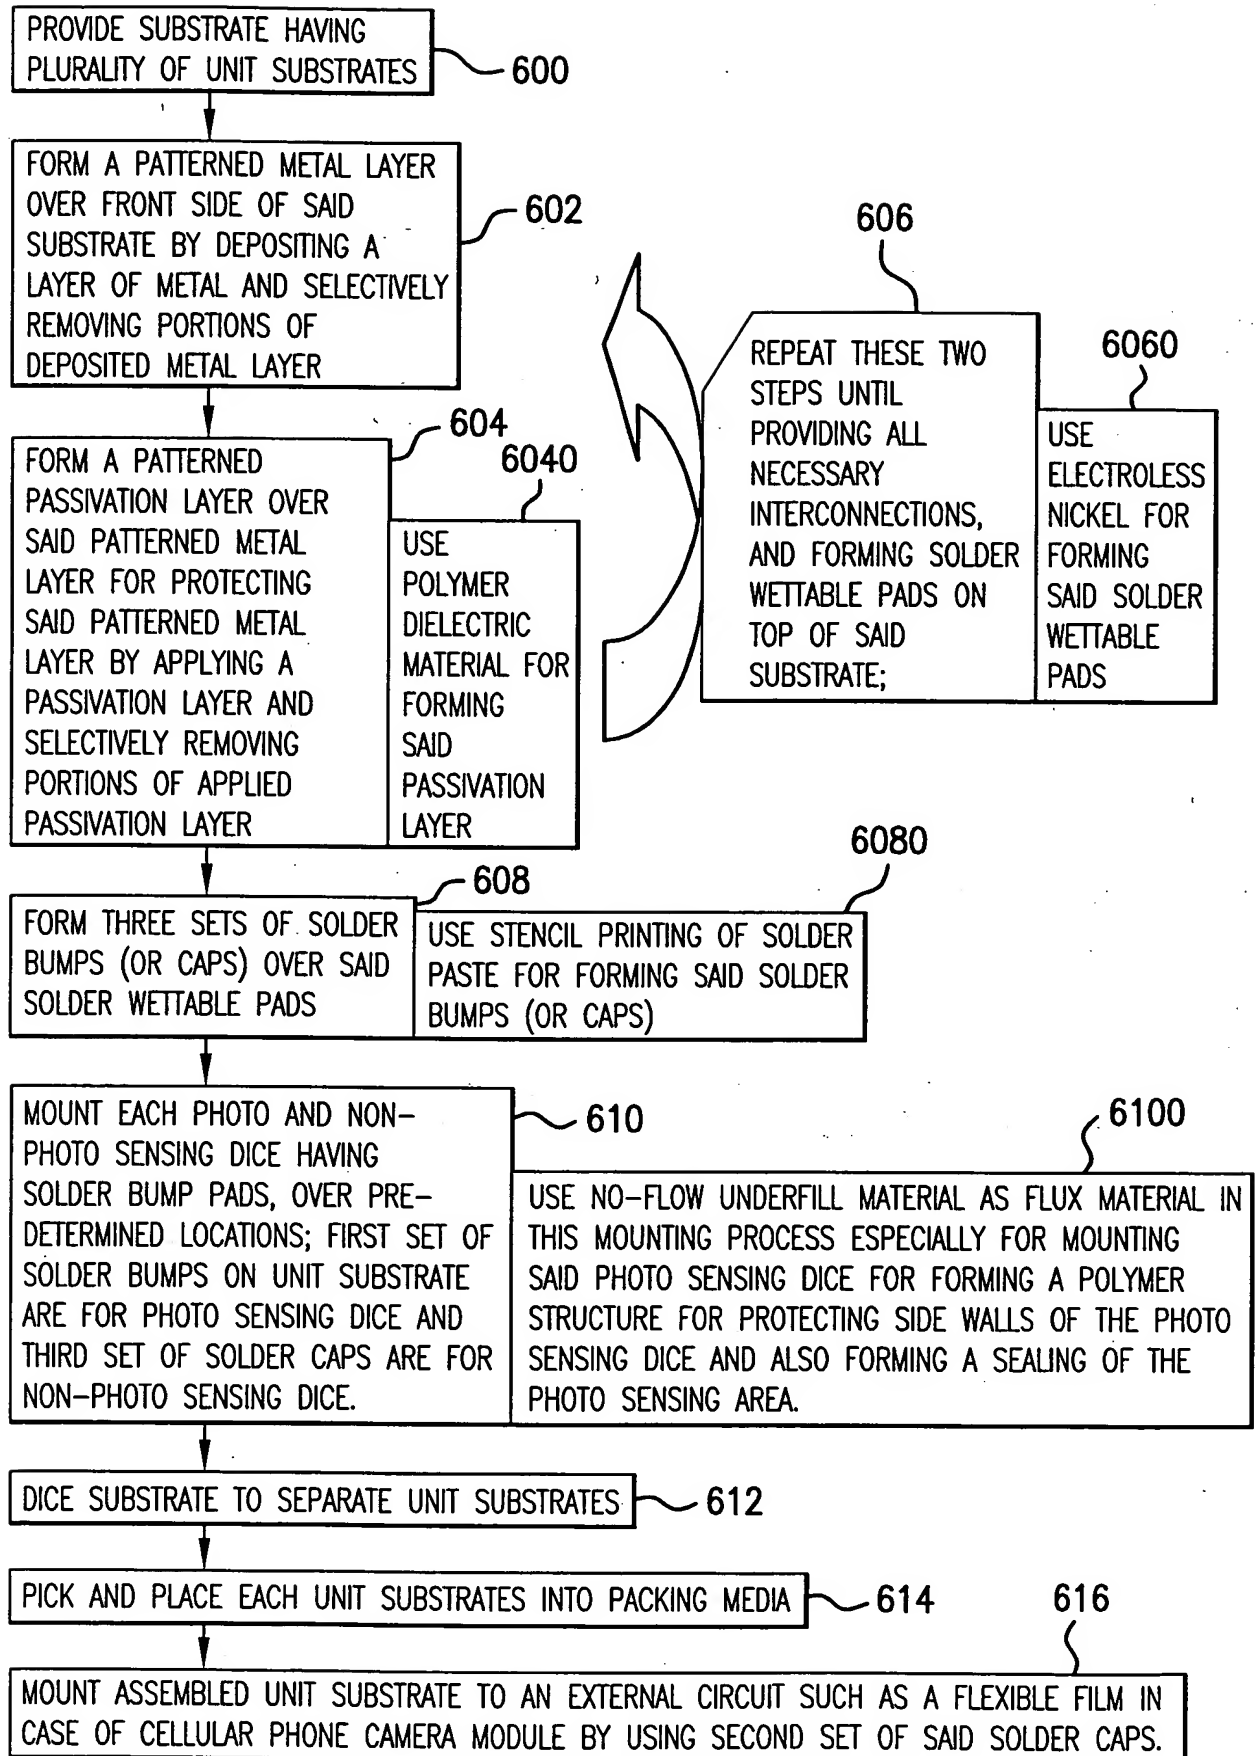 PROVIDE SUBSTRATE HAVING
PLURALITY OF UNIT SUBSTRATES
600
FORM A PATTERNED METAL LAYER
OVER FRONT SIDE OF SAID
SUBSTRATE BY DEPOSITING A
LAYER OF METAL AND SELECTIVELY
REMOVING PORTIONS OF
DEPOSITED METAL LAYER
602
606
REPEAT THESE TWO
STEPS UNTIL
PROVIDING ALL
NECESSARY
INTERCONNECTIONS,
AND FORMING SOLDER
WETTABLE PADS ON
TOP OF SAID
SUBSTRATE;
6060
USE
ELECTROLESS
NICKEL FOR
FORMING
SAID SOLDER
WETTABLE
PADS
604
FORM A PATTERNED
PASSIVATION LAYER OVER
SAID PATTERNED METAL
LAYER FOR PROTECTING
SAID PATTERNED METAL
LAYER BY APPLYING A
PASSIVATION LAYER AND
SELECTIVELY REMOVING
PORTIONS OF APPLIED
PASSIVATION LAYER
6040
USE
POLYMER
DIELECTRIC
MATERIAL FOR
FORMING
SAID
PASSIVATION
LAYER
608
FORM THREE SETS OF SOLDER
BUMPS (OR CAPS) OVER SAID
SOLDER WETTABLE PADS
6080
USE STENCIL PRINTING OF SOLDER
PASTE FOR FORMING SAID SOLDER
BUMPS (OR CAPS)
MOUNT EACH PHOTO AND NON-
PHOTO SENSING DICE HAVING
SOLDER BUMP PADS, OVER PRE-
DETERMINED LOCATIONS; FIRST SET OF
SOLDER BUMPS ON UNIT SUBSTRATE
ARE FOR PHOTO SENSING DICE AND
THIRD SET OF SOLDER CAPS ARE FOR
NON-PHOTO SENSING DICE.
610
6100
USE NO-FLOW UNDERFILL MATERIAL AS FLUX MATERIAL IN
THIS MOUNTING PROCESS ESPECIALLY FOR MOUNTING
SAID PHOTO SENSING DICE FOR FORMING A POLYMER
STRUCTURE FOR PROTECTING SIDE WALLS OF THE PHOTO
SENSING DICE AND ALSO FORMING A SEALING OF THE
PHOTO SENSING AREA.
DICE SUBSTRATE TO SEPARATE UNIT SUBSTRATES
612
PICK AND PLACE EACH UNIT SUBSTRATES INTO PACKING MEDIA
614
616
MOUNT ASSEMBLED UNIT SUBSTRATE TO AN EXTERNAL CIRCUIT SUCH AS A FLEXIBLE FILM IN
CASE OF CELLULAR PHONE CAMERA MODULE BY USING SECOND SET OF SAID SOLDER CAPS.